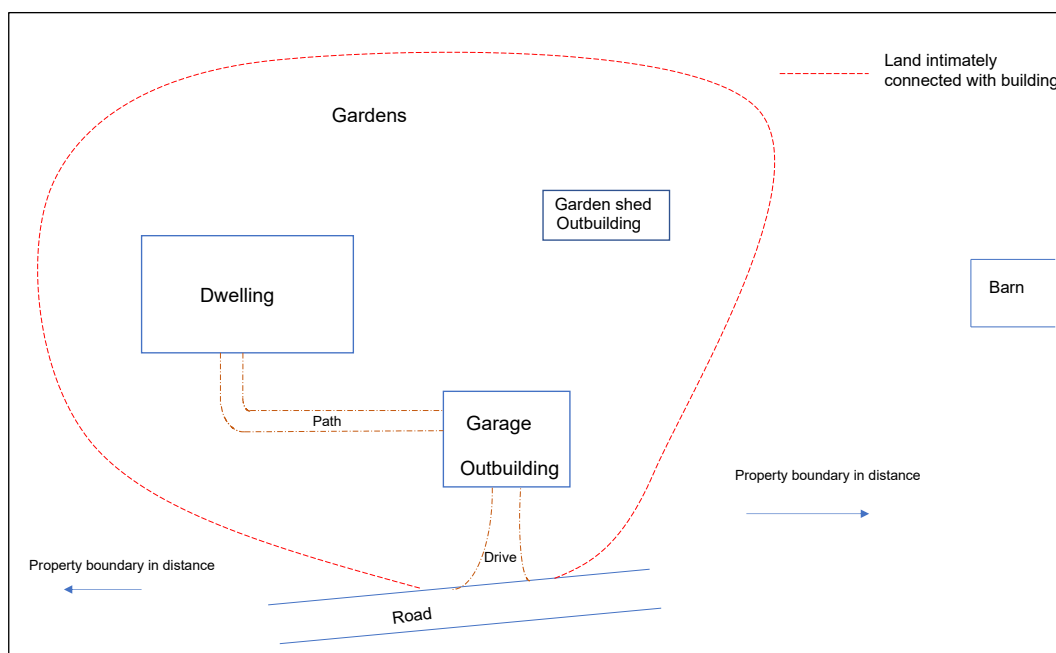 Land intimately
connected with building
Gardens
Garden shed
Outbuilding
Dwelling
Barn
Path
Garage
Outbuilding
Property boundary in distance
Drive
Property boundary in distance
Road